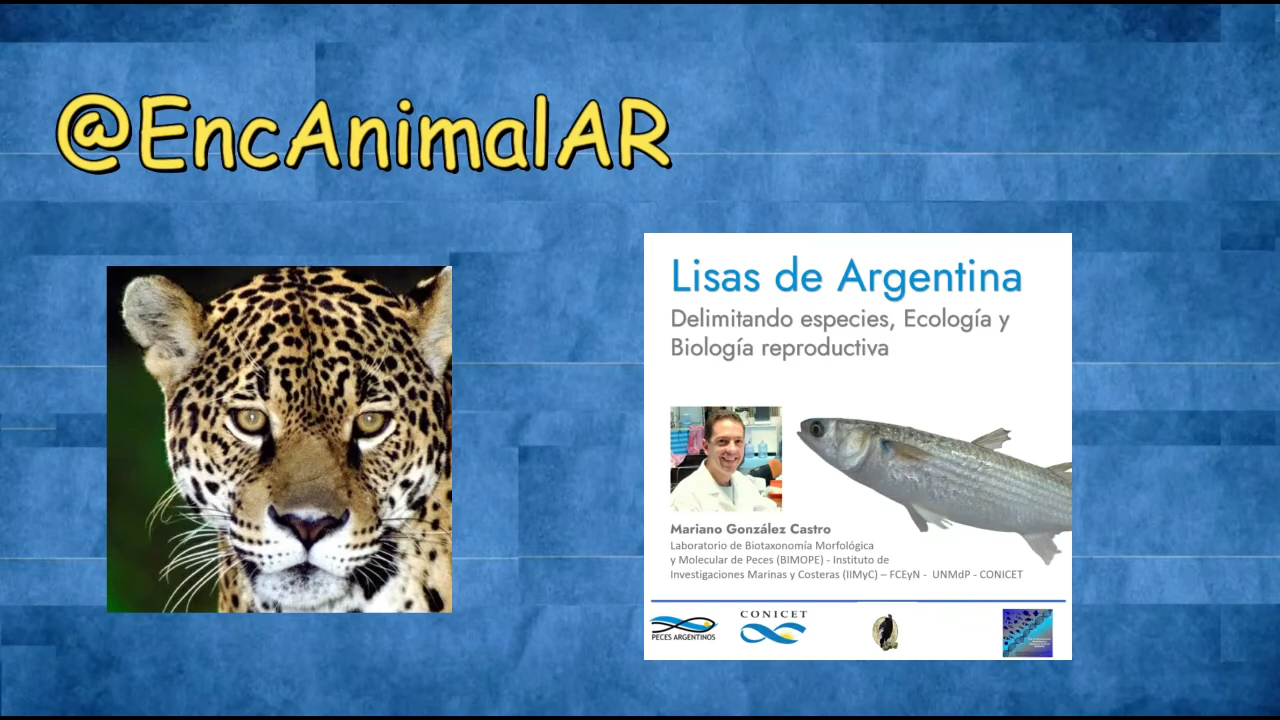 @EncAnimalAR
Lisas de Argentina
Delimitando especies, Ecología y
Biología reproductiva
Mariano González Castro
Laboratorio de Biotaxonomía Morfológica
y Molecular de Peces (BIMOPE) - Instituto de
Investigaciones Marinas y Costeras (IIMyC) – FCEyN - UNMdP - CONICET
PECES ARGENTINOS
CONICET